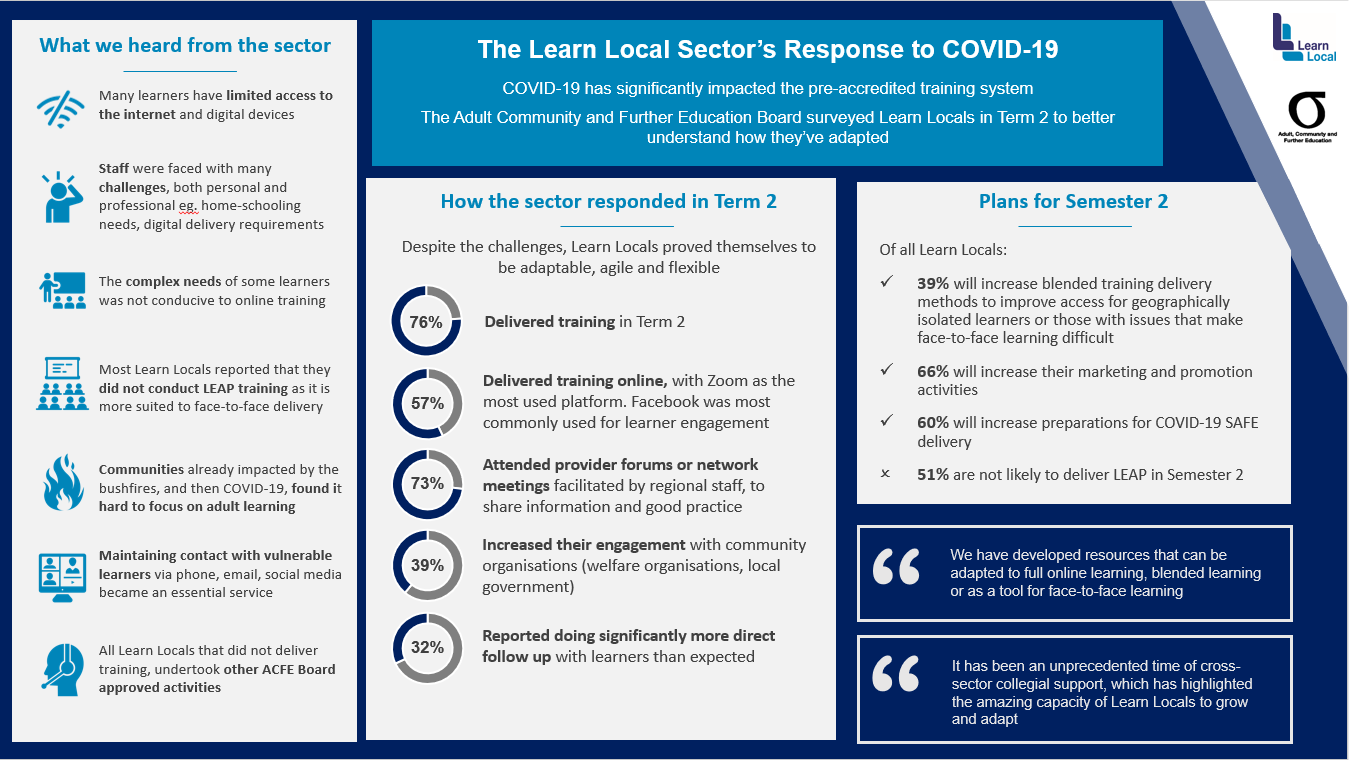 What we heard from the sector
Many learners have limited access to
the internet and digital devices
Staff were faced with many
challenges, both personal and
professional eg. home-schooling
needs, digital delivery requirements
The complex needs of some learners
was not conducive to online training
Most Learn Locals reported that they
did not conduct LEAP training as it is
more suited to face-to-face delivery
Communities already impacted by the
bushfires, and then COVID-19, found it
hard to focus on adult learning
Maintaining contact with vulnerable
learners via phone, email, social media
became an essential service
All Learn Locals that did not deliver
training, undertook other ACFE Board
approved activities
The Learn Local Sector’s Response to COVID-19
COVID-19 has significantly impacted the pre-accredited training system
The Adult Community and Further Education Board surveyed Learn Locals in Term 2 to better
understand how they’ve adapted
Learn
Local
Adult, Community and
Further Education
How the sector responded in Term 2
Despite the challenges, Learn Locals proved themselves to
be adaptable, agile and flexible
76%
Delivered training in Term 2
57%
Delivered training online, with Zoom as the
most used platform. Facebook was most
commonly used for learner engagement
73%
Attended provider forums or network
meetings facilitated by regional staff, to
share information and good practice
39%
Increased their engagement with community
organisations (welfare organisations, local
government)
32%
Reported doing significantly more direct
follow up with learners than expected
Plans for Semester 2
Of all Learn Locals:
✓ 39% will increase blended training delivery
methods to improve access for geographically
isolated learners or those with issues that make
face-to-face learning difficult
✓ 66% will increase their marketing and promotion
activities
✓ 60% will increase preparations for COVID-19 SAFE
delivery
× 51% are not likely to deliver LEAP in Semester 2
“ We have developed resources that can be
adapted to full online learning, blended learning
or as a tool for face-to-face learning
“ It has been an unprecedented time of cross-
sector collegial support, which has highlighted
the amazing capacity of Learn Locals to grow
and adapt